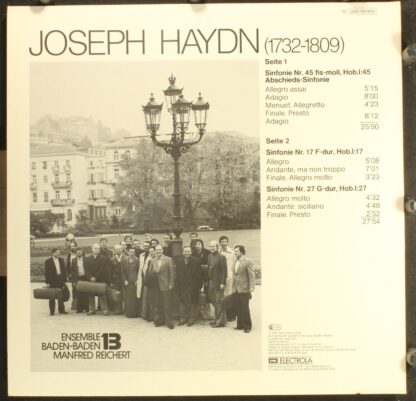 JOSEPH HAYDN (1732-1809)
Seite 1
Sinfonie Nr. 45 fis-moll, Hob.I:45
Abschieds-Sinfonie
Allegro assai 5'15
Adagio 8'00
Menuet. Allegretto 4'23
Finale. Presto
Adagio 8'12
25'50
Seite 2
Sinfonie Nr. 17 F-dur, Hob.I:17
Allegro 5'08
Andante, ma non troppo 7'01
Finale. Allegro molto 3'23
Sinfonie Nr. 27 G-dur, Hob.I:27
Allegro molto 4'32
Andante: siciliano 4'48
Finale. Presto 2'52
27'54
ENSEMBLE
BADEN-BADEN 13
MANFRED REICHERT
EMI ELECTROLA